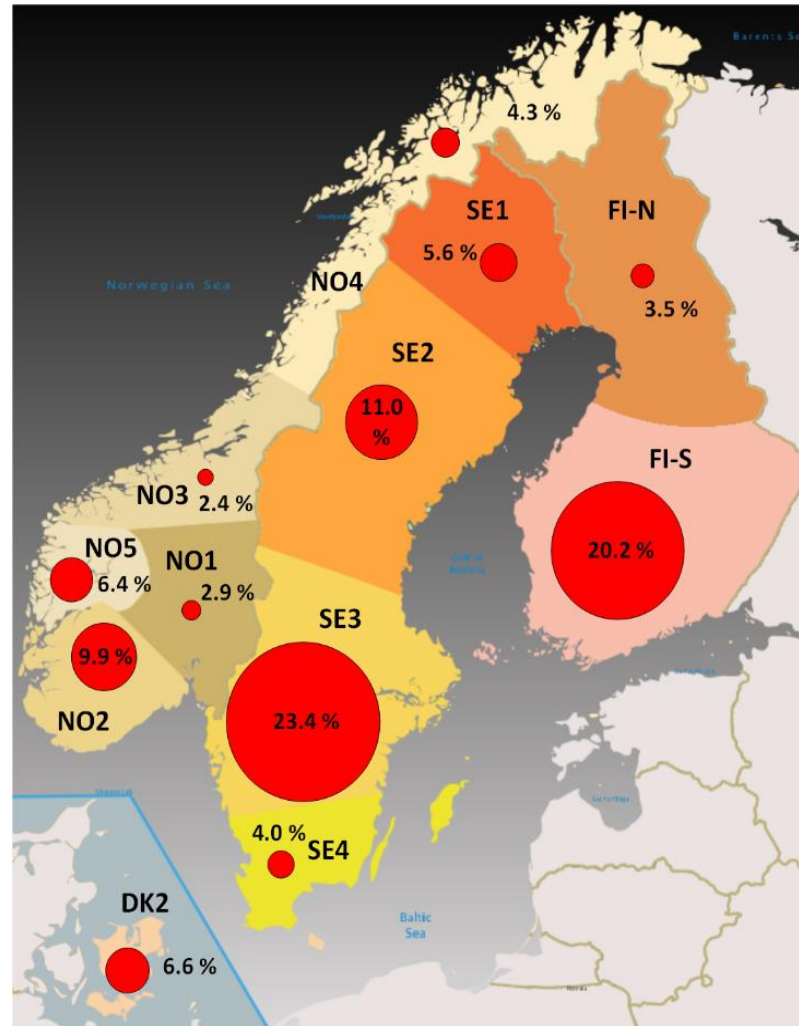 Barents Se
4.3 %
SE1
FI-N
5.6 %
Norwegian Sea
NO4
3.5 %
SE2
11.0
%
FI-S
NO3
2.4 %
NO5
NO1
6.4 %
2.9 %
20.2 %
SE3
9.9 %
NO2
23.4 %
4.0 %
SE4
DK2
Baltic
Sea
6.6 %